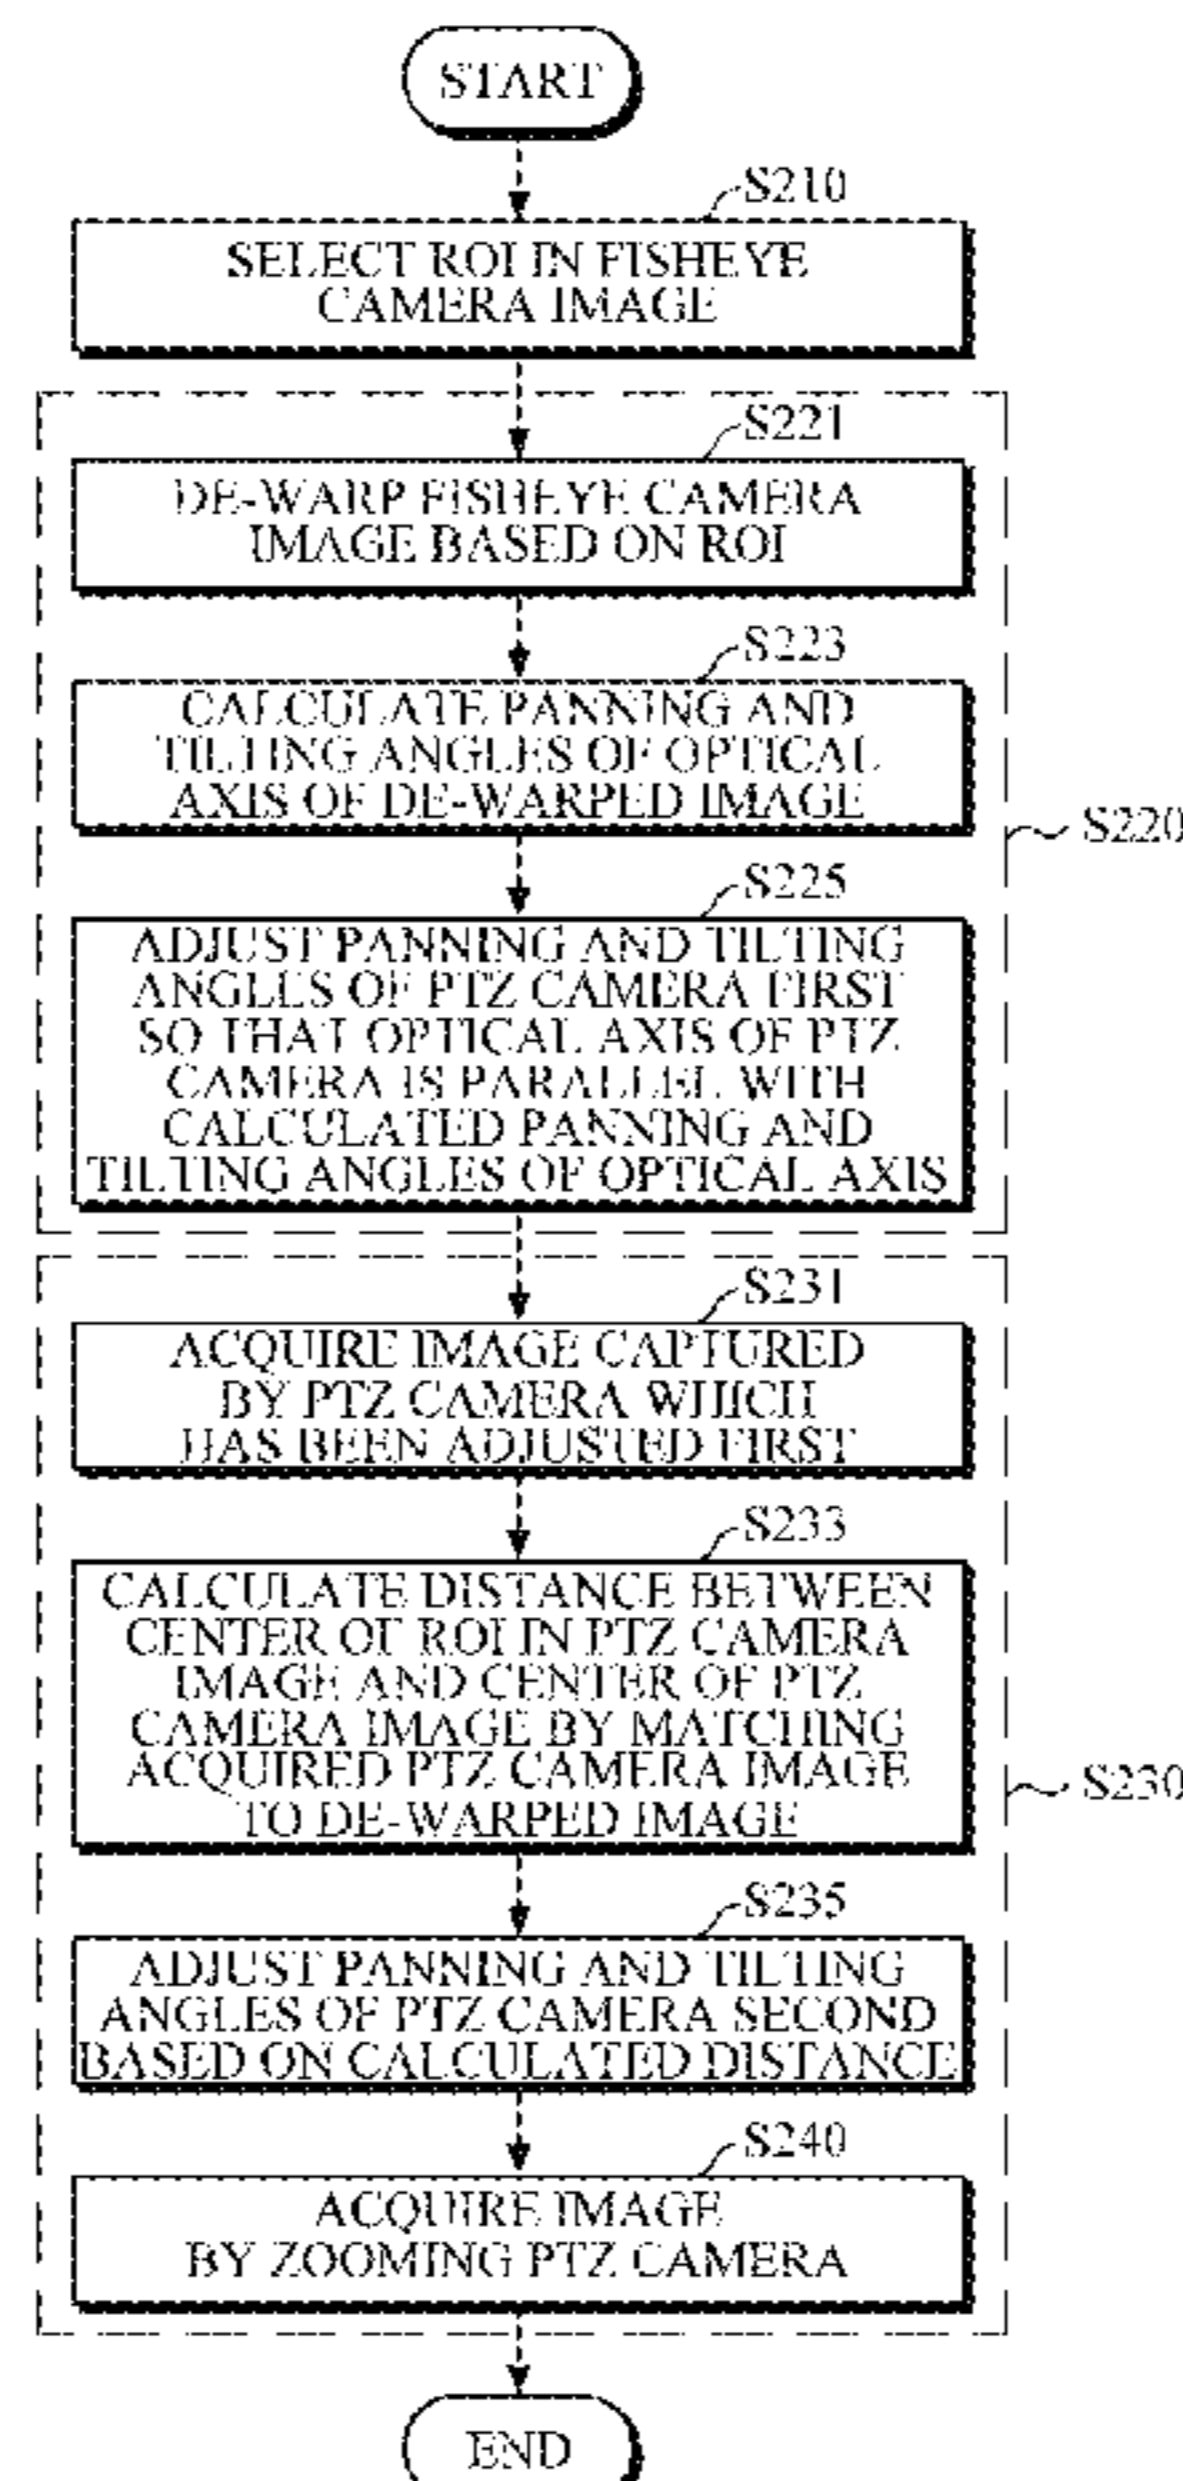 START
S210
SELECT ROI IN FISHEYE
CAMERA IMAGE
S221
DE-WARP FISHEYE CAMERA
IMAGE BASED ON ROI
S223
CALCULATE PANNING AND
TILTING ANGLES OF OPTICAL
AXIS OF DE-WARPED IMAGE
S220
S225
ADJUST PANNING AND TILTING
ANGLES OF PTZ CAMERA FIRST
SO THAT OPTICAL AXIS OF PTZ
CAMERA IS PARALLEL WITH
CALCULATED PANNING AND
TILTING ANGLES OF OPTICAL AXIS
S231
ACQUIRE IMAGE CAPTURED
BY PTZ CAMERA WHICH
HAS BEEN ADJUSTED FIRST
S233
CALCULATE DISTANCE BETWEEN
CENTER OF ROI IN PTZ CAMERA
IMAGE AND CENTER OF PTZ
CAMERA IMAGE BY MATCHING
ACQUIRED PTZ CAMERA IMAGE
TO DE-WARPED IMAGE
S230
S235
ADJUST PANNING AND TILTING
ANGLES OF PTZ CAMERA SECOND
BASED ON CALCULATED DISTANCE
S240
ACQUIRE IMAGE
BY ZOOMING PTZ CAMERA
END